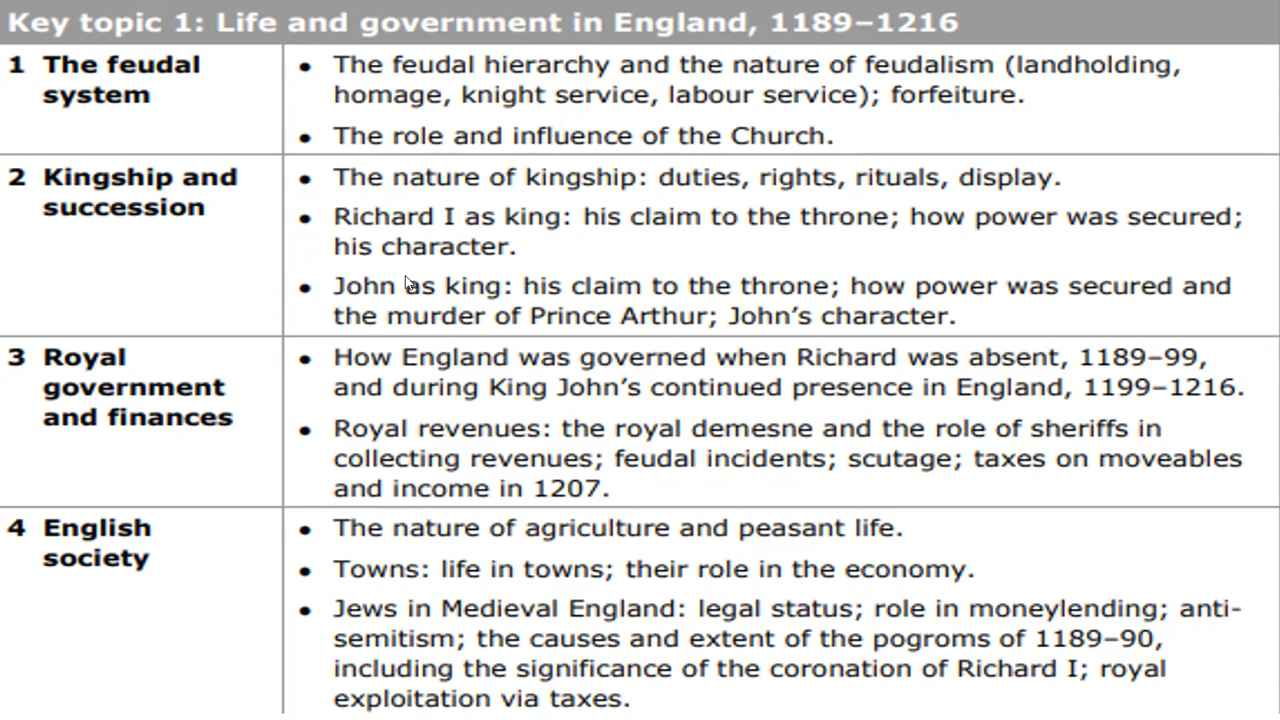 Key topic 1: Life and government in England, 1189–1216
1 The feudal
system
• The feudal hierarchy and the nature of feudalism (landholding,
homage, knight service, labour service); forfeiture.
• The role and influence of the Church.
2 Kingship and
succession
• The nature of kingship: duties, rights, rituals, display.
• Richard I as king: his claim to the throne; how power was secured;
his character.
• John as king: his claim to the throne; how power was secured and
the murder of Prince Arthur; John’s character.
3 Royal
government
and finances
• How England was governed when Richard was absent, 1189–99,
and during King John’s continued presence in England, 1199–1216.
• Royal revenues: the royal demesne and the role of sheriffs in
collecting revenues; feudal incidents; scutage; taxes on moveables
and income in 1207.
4 English
society
• The nature of agriculture and peasant life.
• Towns: life in towns; their role in the economy.
• Jews in Medieval England: legal status; role in moneylending; anti-
semitism; the causes and extent of the pogroms of 1189–90,
including the significance of the coronation of Richard I; royal
exploitation via taxes.